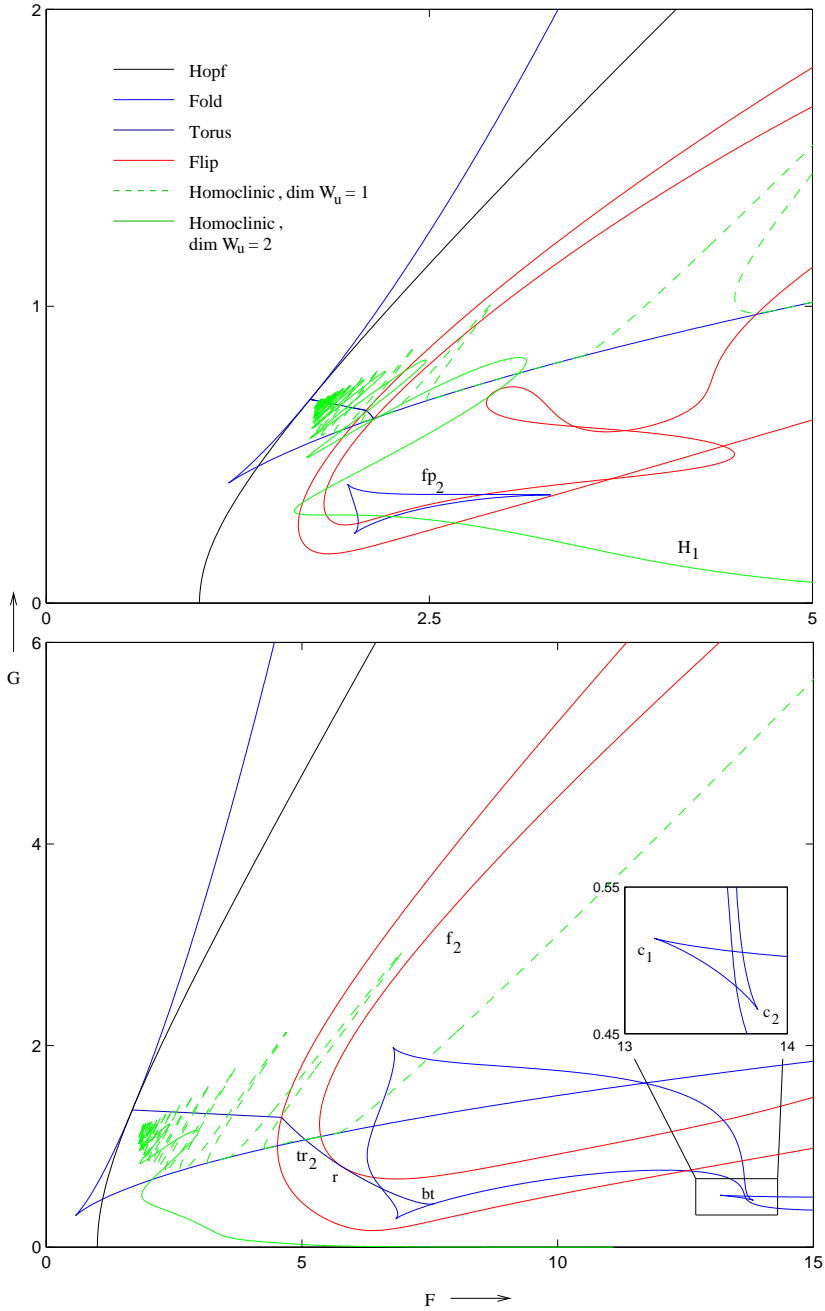 2
Hopf
Fold
Torus
Flip
Homoclinic , dim W_u = 1
Homoclinic ,
dim W_u = 2
1
fp_2
H_1
0
0
2.5
5
6
G
4
0.55
f_2
c_1
c_2
0.45
13
14
2
tr_2
r
bt
0
0
5
10
15
F